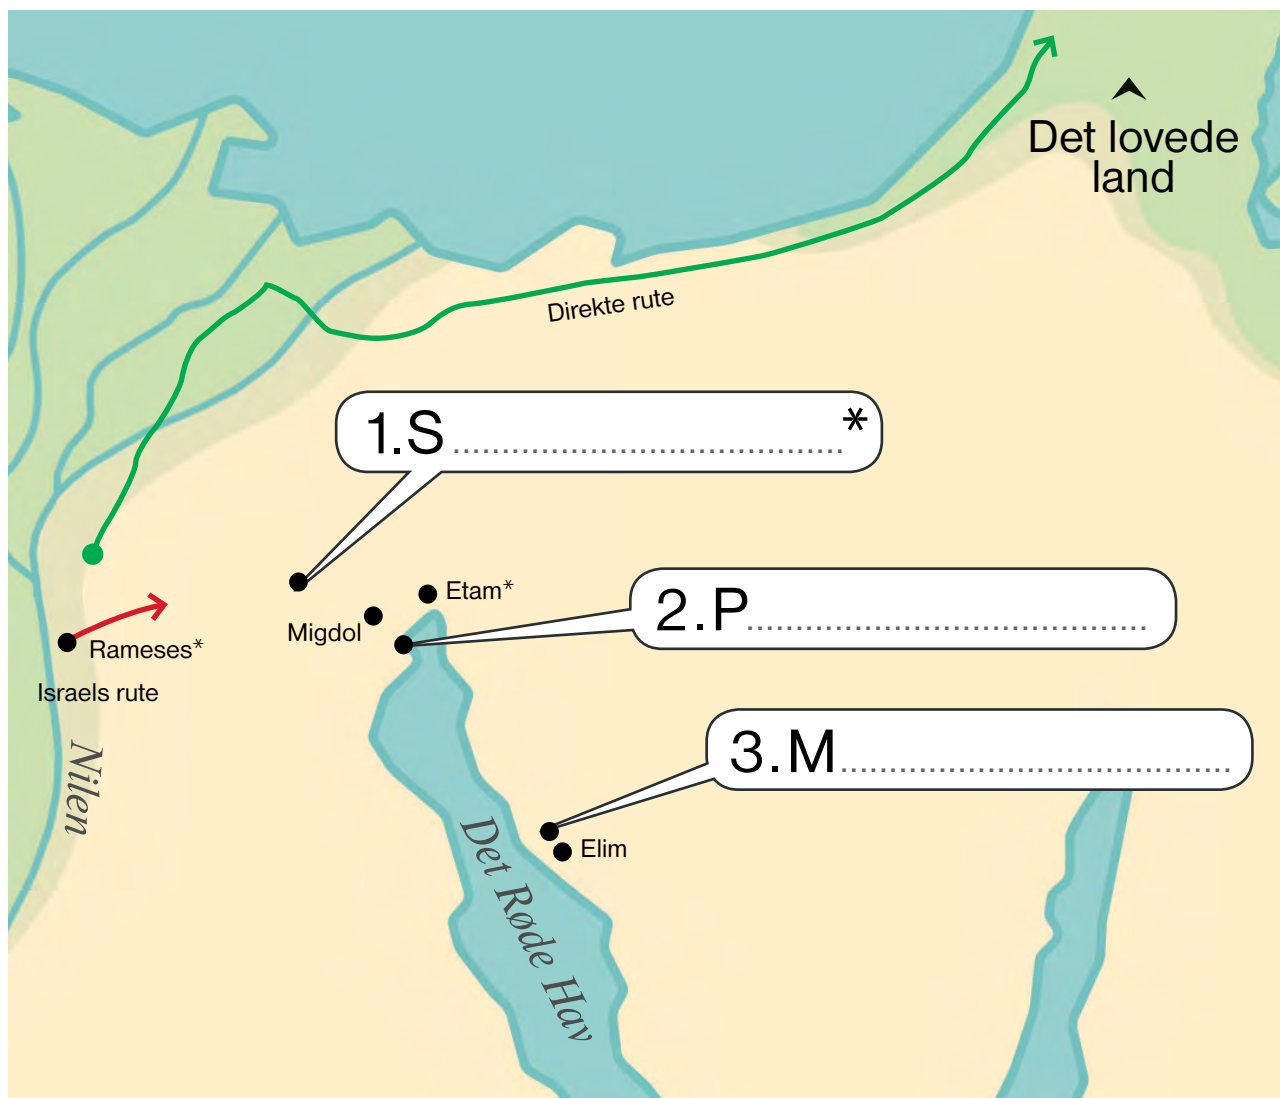 Det lovede
land
Direkte rute
1.S........................................*
Etam*
2.P........................................
Migdol
Rameses*
Israels rute
3.M........................................
Nilen
Elim
Det Røde Hav